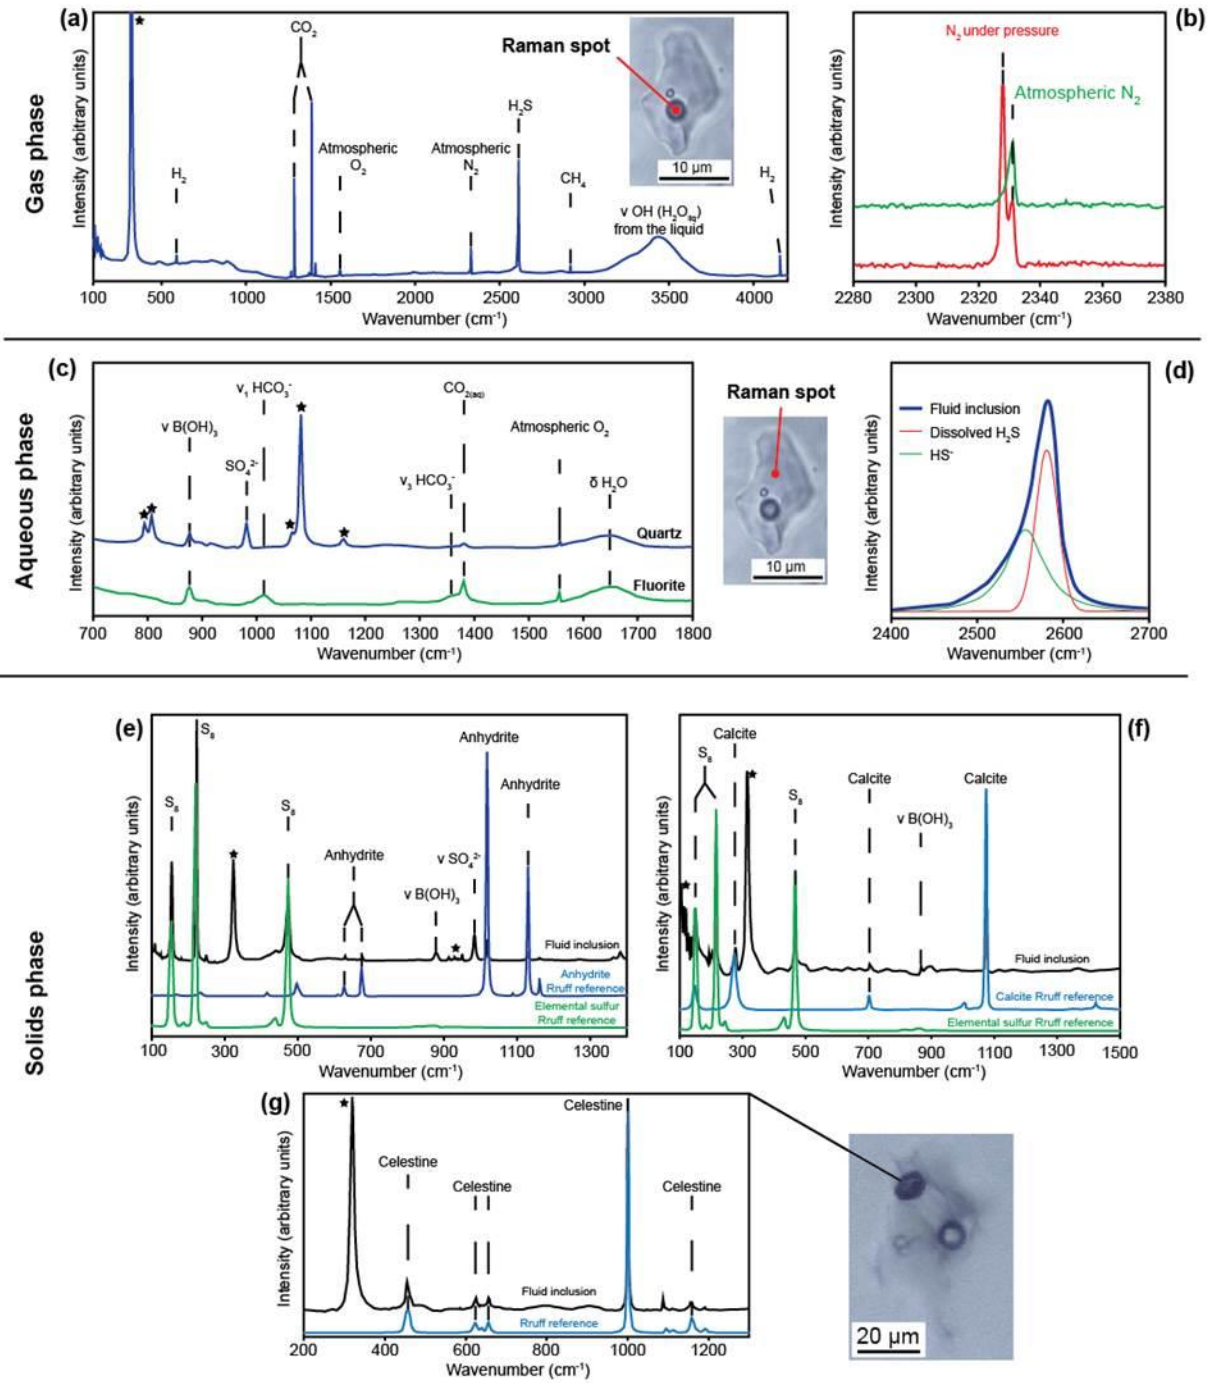 Gas phase
(a)
Intensity (arbitrary units)
★
H₂
CO₂
Atmospheric
O₂
Atmospheric
N₂
H₂S
CH₄
ν OH (H₂Oₐq)
from the liquid
H₂
Raman spot
10 µm
100 500 1000 1500 2000 2500 3000 3500 4000
Wavenumber (cm⁻¹)
(b)
Intensity (arbitrary units)
N₂ under pressure
Atmospheric N₂
2280 2300 2320 2340 2360 2380
Wavenumber (cm⁻¹)
Aqueous phase
(c)
Intensity (arbitrary units)
ν B(OH)₃
SO₄²⁻
ν₁ HCO₃⁻
★ ★ ★ ★ ★
ν₃ HCO₃⁻
CO₂(aq)
Atmospheric O₂
δ H₂O
Quartz
Fluorite
700 800 900 1000 1100 1200 1300 1400 1500 1600 1700 1800
Wavenumber (cm⁻¹)
Raman spot
10 µm
(d)
Intensity (arbitrary units)
Fluid inclusion
Dissolved H₂S
HS⁻
2400 2500 2600 2700
Wavenumber (cm⁻¹)
Solids phase
(e)
Intensity (arbitrary units)
S₈
S₈
★
S₈
Anhydrite
ν B(OH)₃
★
ν SO₄²⁻
Anhydrite
Anhydrite
Fluid inclusion
Anhydrite
Rruff reference
Elemental sulfur
Rruff reference
100 300 500 700 900 1100 1300
Wavenumber (cm⁻¹)
(f)
Intensity (arbitrary units)
★
S₈
Calcite
★
S₈
Calcite
ν B(OH)₃
Calcite
Fluid inclusion
Calcite Rruff reference
Elemental sulfur Rruff reference
100 300 500 700 900 1100 1300 1500
Wavenumber (cm⁻¹)
(g)
Intensity (arbitrary units)
★
Celestine
Celestine
Celestine
Celestine
Fluid inclusion
Rruff reference
200 400 600 800 1000 1200
Wavenumber (cm⁻¹)
20 µm